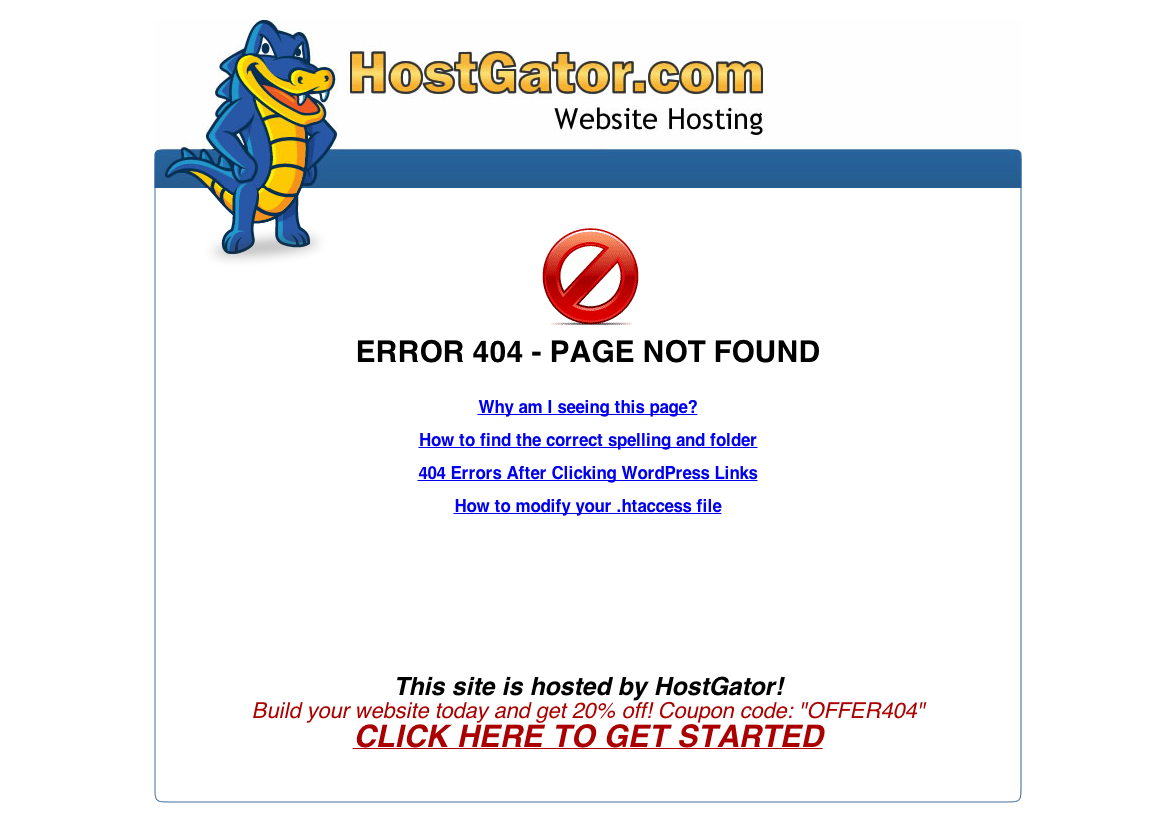 HostGator.com
Website Hosting
ERROR 404 - PAGE NOT FOUND
Why am I seeing this page?
How to find the correct spelling and folder
404 Errors After Clicking WordPress Links
How to modify your .htaccess file
This site is hosted by HostGator!
Build your website today and get 20% off! Coupon code: "OFFER404"
CLICK HERE TO GET STARTED